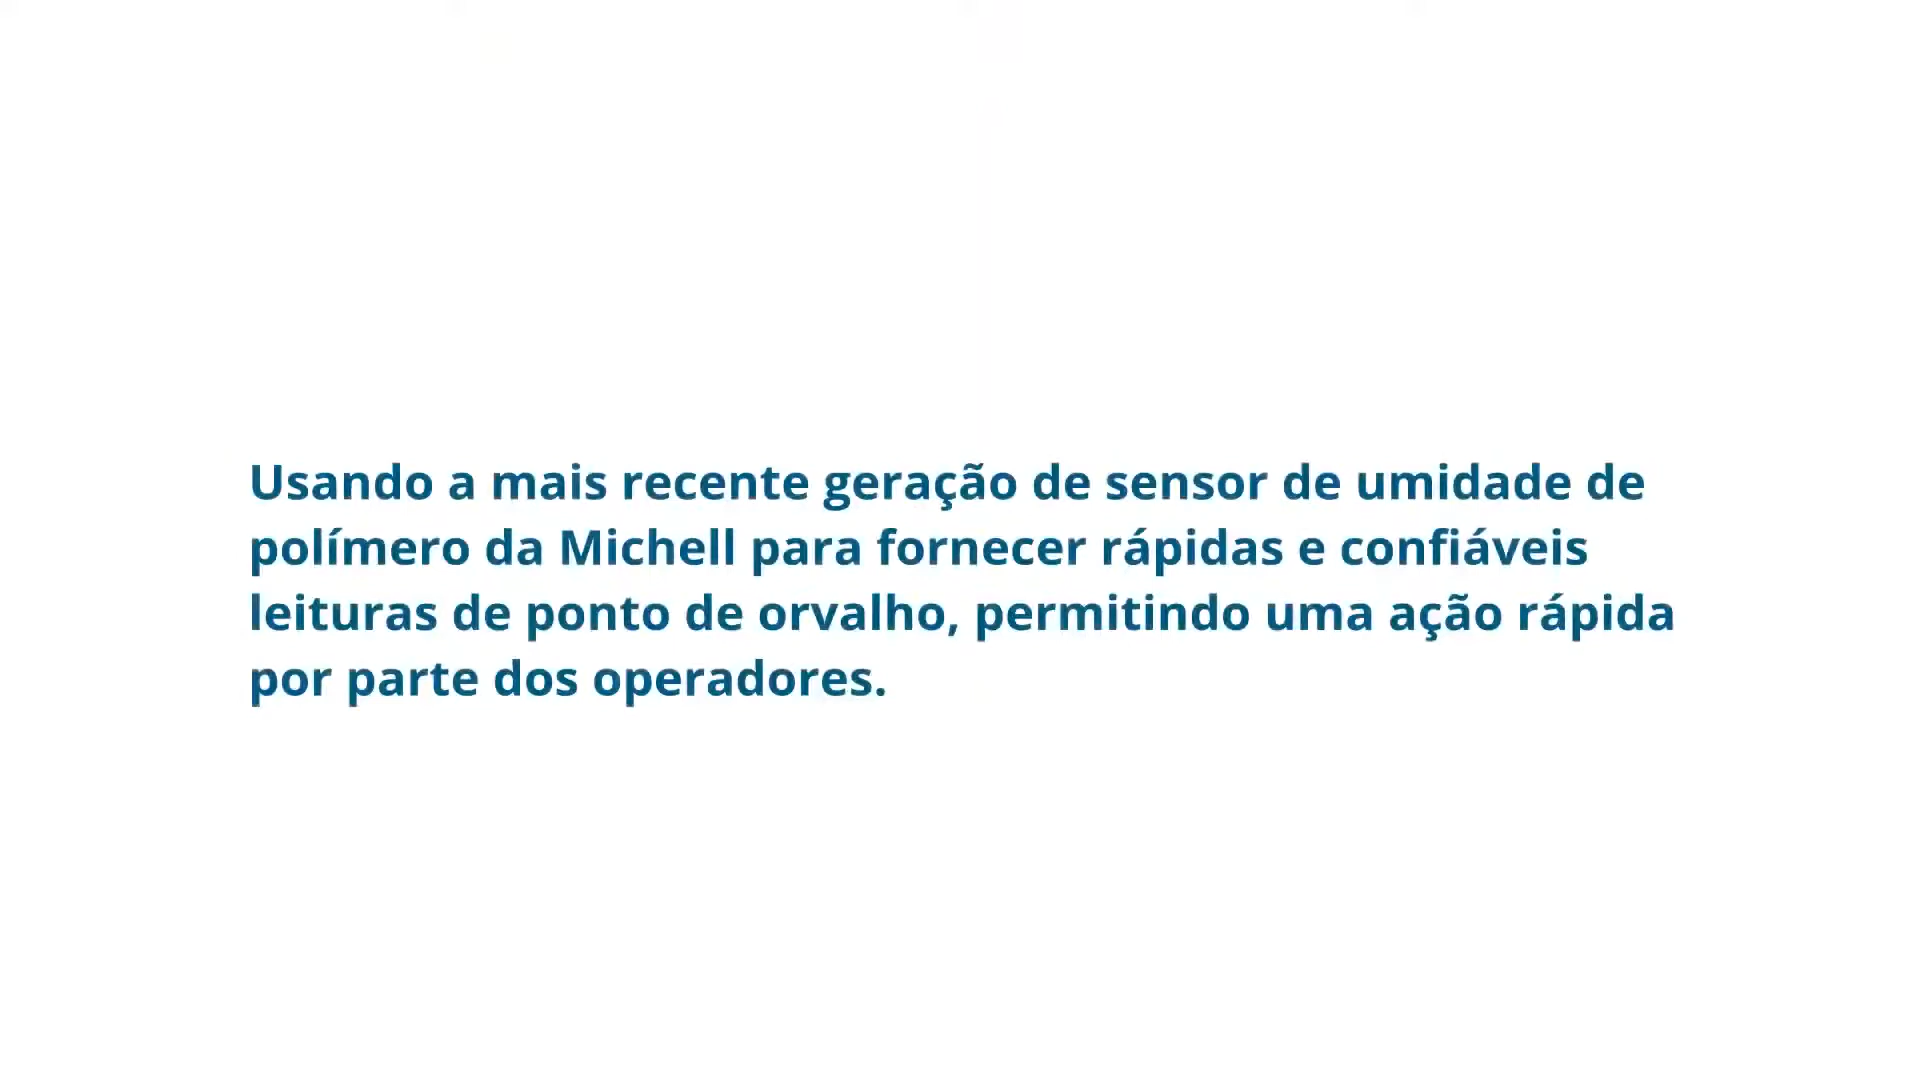 Usando a mais recente geração de sensor de umidade de
polímero da Michell para fornecer rápidas e confiáveis
leituras de ponto de orvalho, permitindo uma ação rápida
por parte dos operadores.